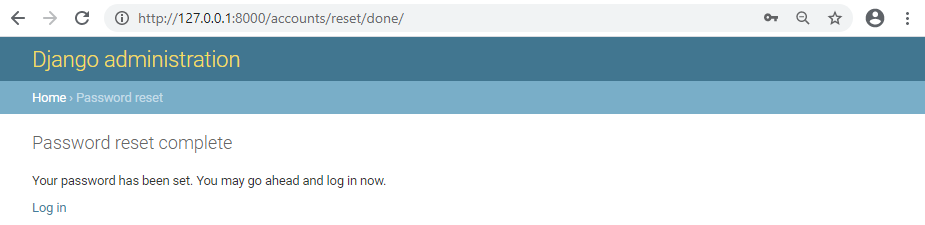 http://127.0.0.1:8000/accounts/reset/done/
Django administration
Home › Password reset
Password reset complete
Your password has been set. You may go ahead and log in now.
Log in